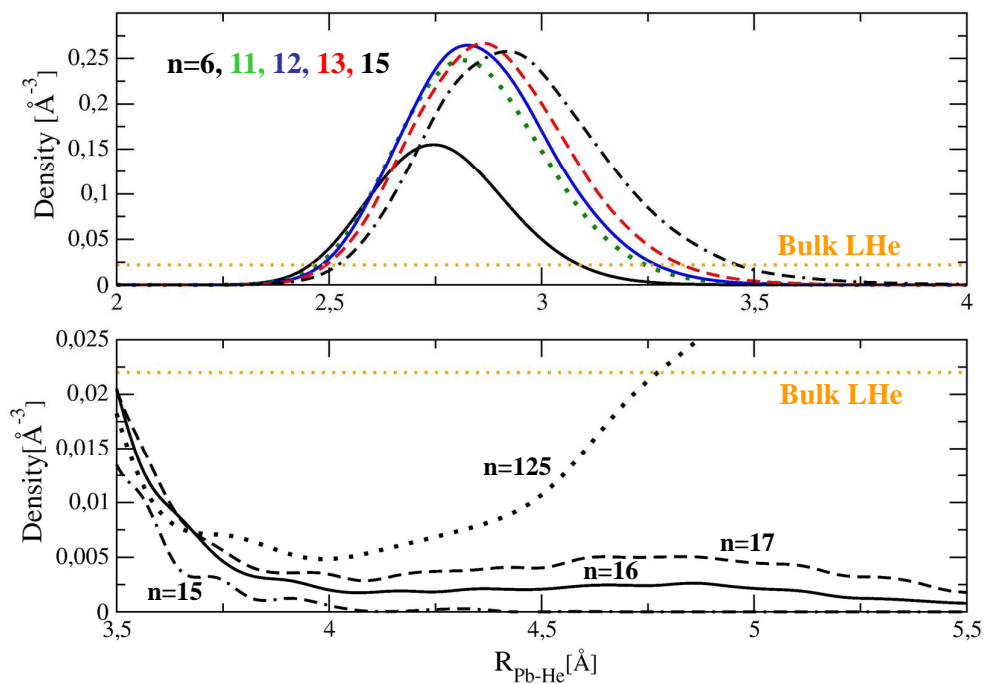 Density [Å⁻³]
0,25
0,2
0,15
0,1
0,05
0
n=6, 11, 12, 13, 15
Bulk LHe
2 2,5 3 3,5 4
Density[Å⁻³]
0,025
0,02
0,015
0,01
0,005
0
Bulk LHe
n=125
n=17
n=16
n=15
3,5 4 4,5 5 5,5
R_Pb-He[Å]